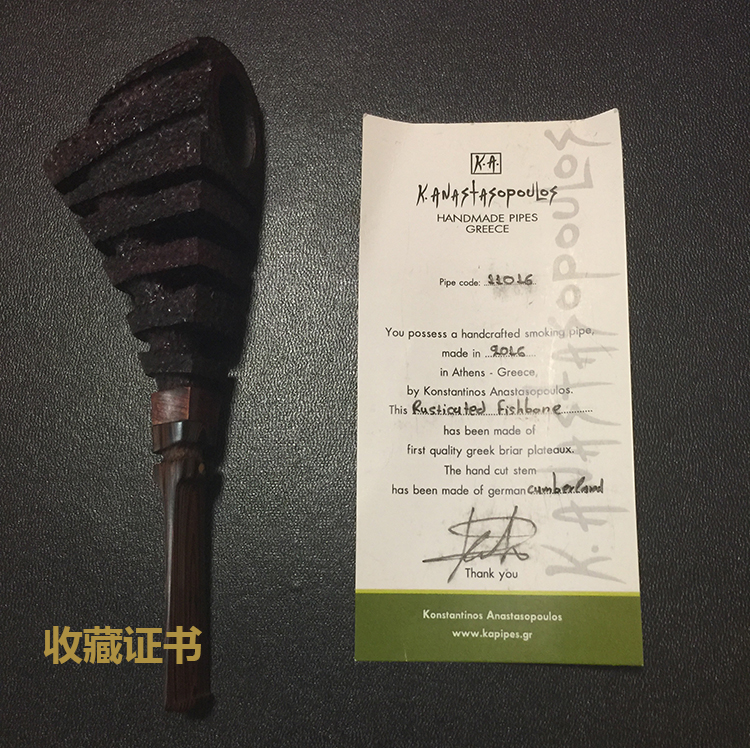 K.A.
K.ANASTASOPOULOS
HANDMADE PIPES
GREECE
Pipe code: 11016
You possess a handcrafted smoking pipe,
made in 2016
in Athens - Greece,
by Konstantinos Anastasopoulos.
This Rusticated Fishbone
has been made of
first quality greek briar plateaux.
The hand cut stem
has been made of german cumberland
Thank you
Konstantinos Anastasopoulos
www.kapipes.gr
K.ANASTASOPOULOS
收藏证书